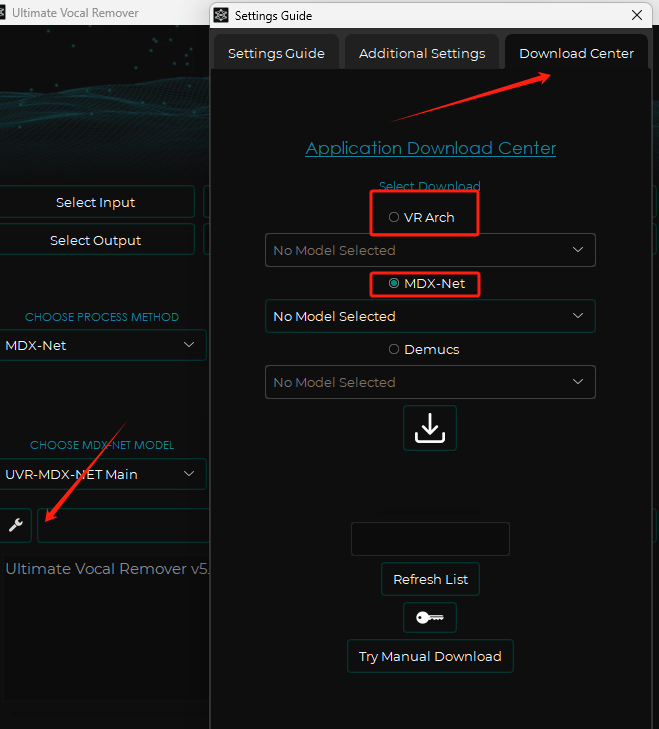 Ultimate Vocal Remover
Settings Guide
Settings Guide
Additional Settings
Download Center
Application Download Center
Select Download
VR Arch
No Model Selected
MDX-Net
No Model Selected
Demucs
No Model Selected
Refresh List
Try Manual Download
Select Input
Select Output
CHOOSE PROCESS METHOD
MDX-Net
CHOOSE MDX-NET MODEL
UVR-MDX-NET Main
Ultimate Vocal Remover v5.